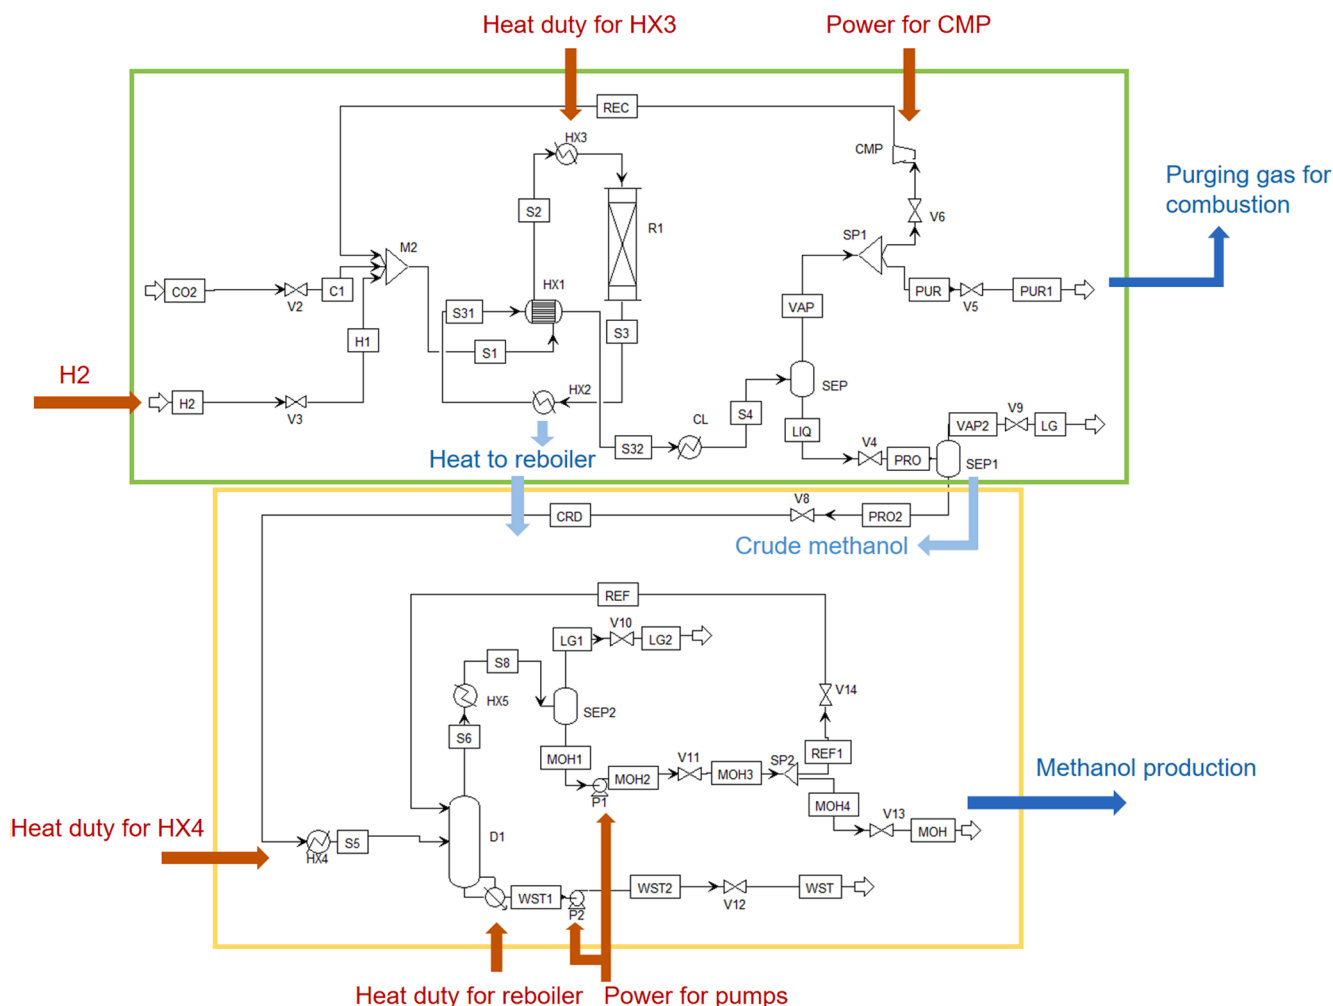 Heat duty for HX3
Power for CMP
REC
HX3
CMP
Purging gas for
combustion
S2
V6
R1
SP1
M2
CO2
V2
C1
HX1
VAP
PUR
V5
PUR1
S31
S3
H1
S1
H2
H2
V3
HX2
SEP
CL
S4
VAP2
V9
LG
LIQ
V4
PRO
SEP1
S32
Heat to reboiler
V8
CRD
PRO2
Crude methanol
REF
LG1
V10
LG2
S8
HX5
V14
SEP2
S6
MOH1
REF1
V11
SP2
MOH2
MOH3
Methanol production
P1
MOH4
V13
MOH
Heat duty for HX4
D1
HX4
S5
WST1
P2
WST2
V12
WST
Heat duty for reboiler
Power for pumps